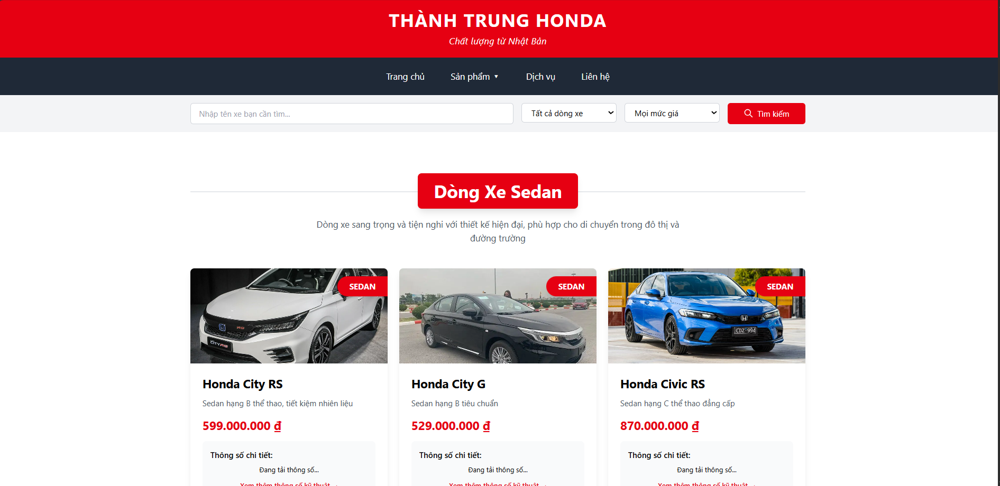 THÀNH TRUNG HONDA
Chất lượng từ Nhật Bản
Trang chủ Sản phẩm ▼ Dịch vụ Liên hệ
Nhập tên xe bạn cần tìm... Tất cả dòng xe Mọi mức giá Tìm kiếm
Dòng Xe Sedan
Dòng xe sang trọng và tiện nghi với thiết kế hiện đại, phù hợp cho di chuyển trong đô thị và
đường trường
SEDAN
CITY RS
Honda City RS
Sedan hạng B thể thao, tiết kiệm nhiên liệu
599.000.000 ₫
Thông số chi tiết:
Đang tải thông số...
Xem thêm thông số kỹ thuật
SEDAN
Honda City G
Sedan hạng B tiêu chuẩn
529.000.000 ₫
Thông số chi tiết:
Đang tải thông số...
Xem thêm thông số kỹ thuật
SEDAN
CDZ 994
Honda Civic RS
Sedan hạng C thể thao đẳng cấp
870.000.000 ₫
Thông số chi tiết:
Đang tải thông số...
Xem thêm thông số kỹ thuật